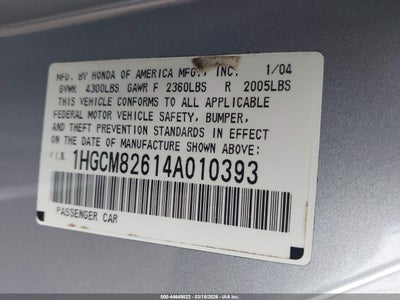 MFD. BY HONDA OF AMERICA MFG., INC. 1/04
GVWR 4300LBS GAWR F 2360LBS R 2005LBS
THIS VEHICLE CONFORMS TO ALL APPLICABLE
FEDERAL MOTOR VEHICLE SAFETY, BUMPER,
AND THEFT PREVENTION STANDARDS IN EFFECT
ON THE DATE OF MANUFACTURE SHOWN ABOVE.
V.I.N. 1HGCM82614A010393
PASSENGER CAR
000-44649822 | 03/18/2026 | IAA, Inc.